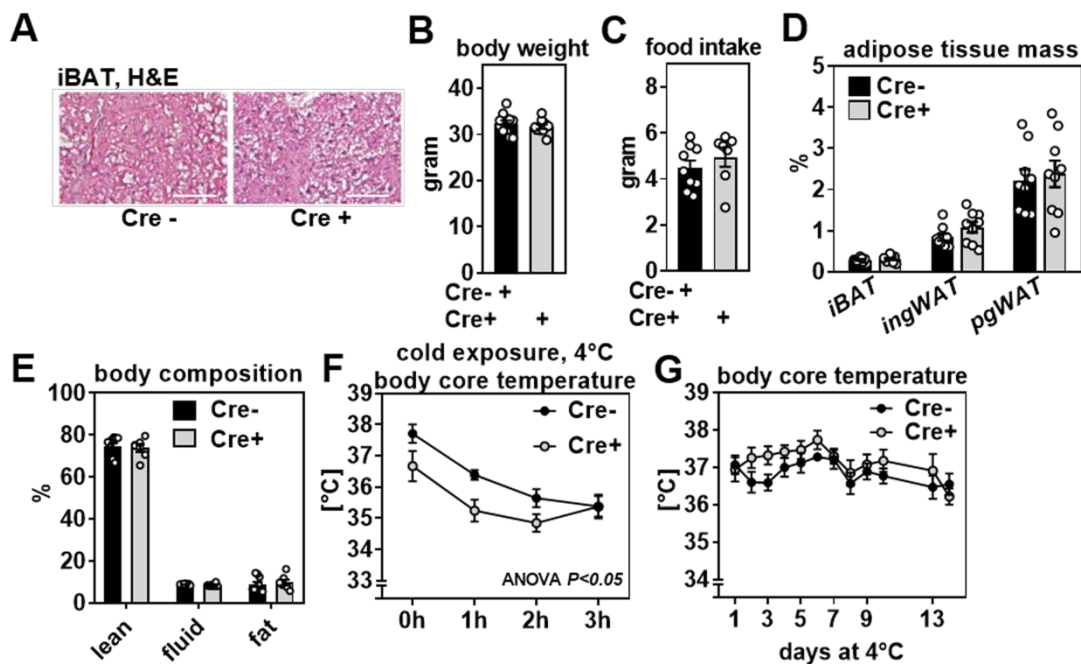 A
iBAT, H&E
Cre -
Cre +
B
body weight
gram
40
30
20
10
0
Cre- +
Cre+ +
C
food intake
gram
8
6
4
2
0
Cre- +
Cre+ +
D
adipose tissue mass
Cre-
Cre+
%
5
4
3
2
1
0
iBAT
ingWAT
pgWAT
E
body composition
Cre-
Cre+
%
100
80
60
40
20
0
lean
fluid
fat
F
cold exposure, 4°C
body core temperature
Cre-
Cre+
[°C]
39
38
37
36
35
34
33
ANOVA P<0.05
0h
1h
2h
3h
G
body core temperature
Cre-
Cre+
[°C]
39
38
37
36
35
34
1
3
5
7
9
13
days at 4°C